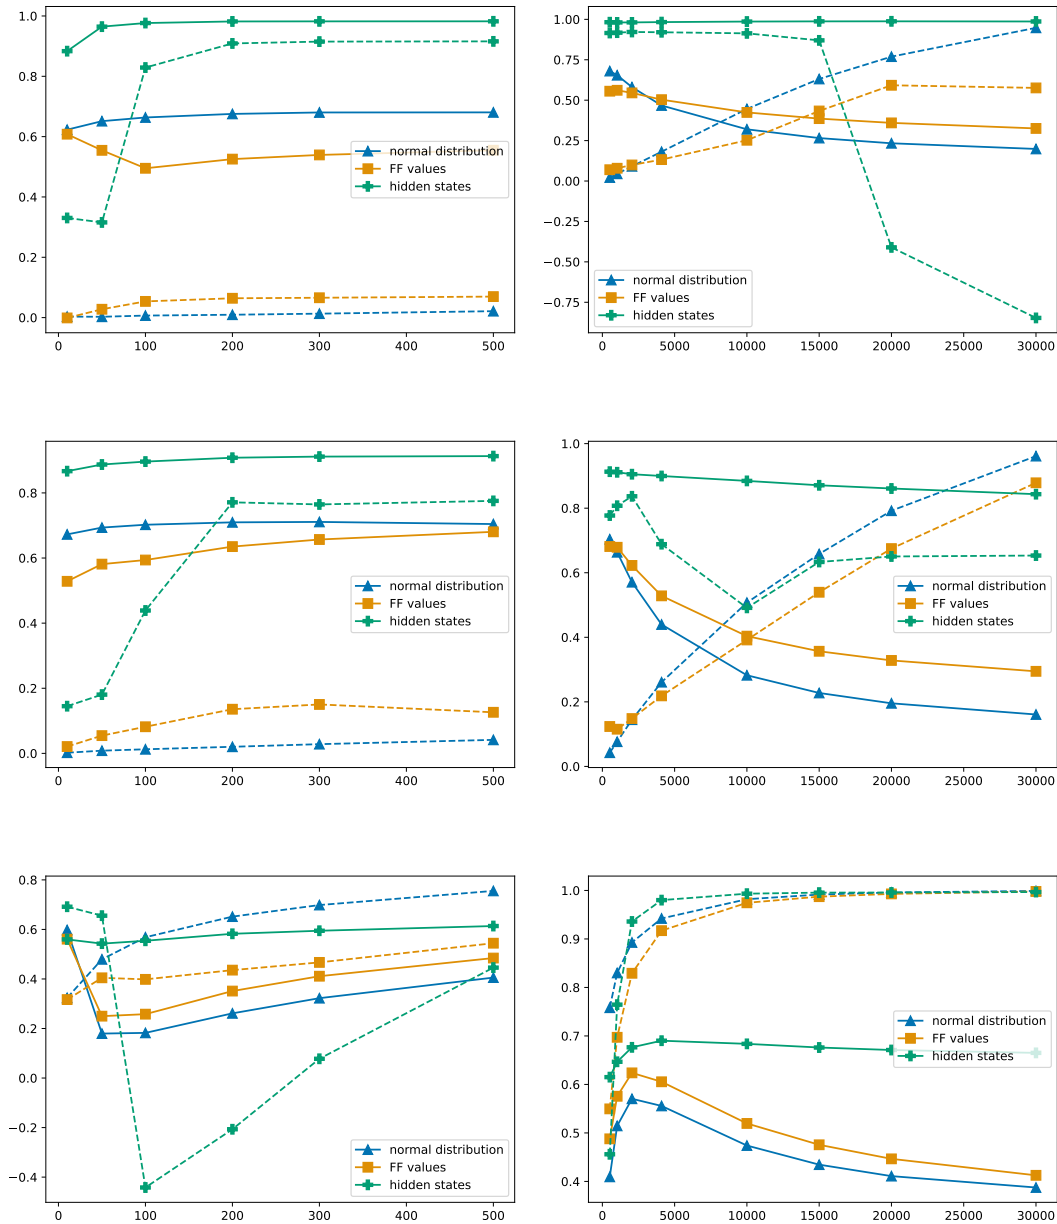 1.0
0.8
0.6
0.4
0.2
0.0
normal distribution
FF values
hidden states
0 100 200 300 400 500
1.00
0.75
0.50
0.25
0.00
−0.25
−0.50
−0.75
normal distribution
FF values
hidden states
0 5000 10000 15000 20000 25000 30000
0.8
0.6
0.4
0.2
0.0
normal distribution
FF values
hidden states
0 100 200 300 400 500
1.0
0.8
0.6
0.4
0.2
0.0
normal distribution
FF values
hidden states
0 5000 10000 15000 20000 25000 30000
0.8
0.6
0.4
0.2
0.0
−0.2
−0.4
normal distribution
FF values
hidden states
0 100 200 300 400 500
1.0
0.9
0.8
0.7
0.6
0.5
0.4
normal distribution
FF values
hidden states
0 5000 10000 15000 20000 25000 30000